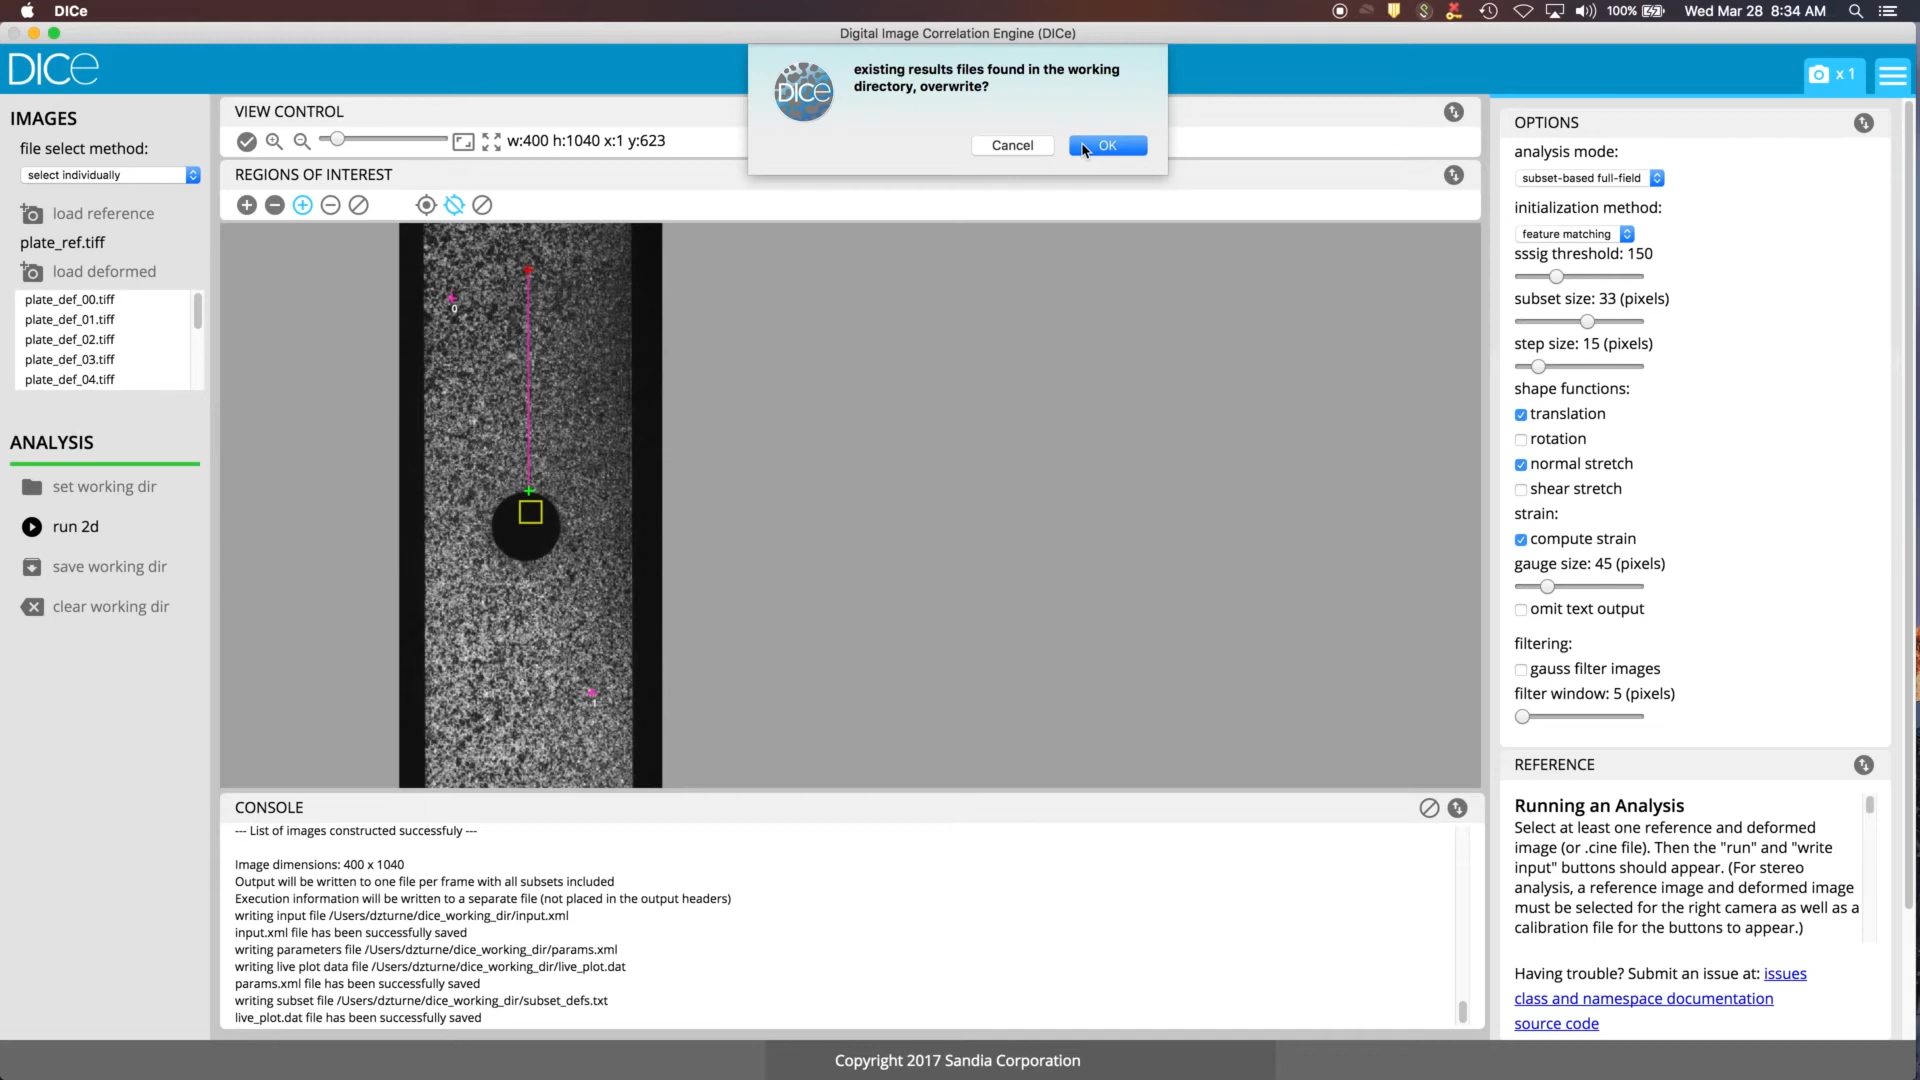 DICe
100%
Wed Mar 28 8:34 AM
Digital Image Correlation Engine (DICe)
DICe
x 1
existing results files found in the working
directory, overwrite?
DICe
Cancel
OK
IMAGES
file select method:
select individually
load reference
plate_ref.tiff
load deformed
plate_def_00.tiff
plate_def_01.tiff
plate_def_02.tiff
plate_def_03.tiff
plate_def_04.tiff
ANALYSIS
set working dir
run 2d
save working dir
clear working dir
VIEW CONTROL
w:400 h:1040 x:1 y:623
REGIONS OF INTEREST
0
1
CONSOLE
--- List of images constructed successfuly ---
Image dimensions: 400 x 1040
Output will be written to one file per frame with all subsets included
Execution information will be written to a separate file (not placed in the output headers)
writing input file /Users/dzturne/dice_working_dir/input.xml
input.xml file has been successfully saved
writing parameters file /Users/dzturne/dice_working_dir/params.xml
writing live plot data file /Users/dzturne/dice_working_dir/live_plot.dat
params.xml file has been successfully saved
writing subset file /Users/dzturne/dice_working_dir/subset_defs.txt
live_plot.dat file has been successfully saved
OPTIONS
analysis mode:
subset-based full-field
initialization method:
feature matching
sssig threshold: 150
subset size: 33 (pixels)
step size: 15 (pixels)
shape functions:
translation
rotation
normal stretch
shear stretch
strain:
compute strain
gauge size: 45 (pixels)
omit text output
filtering:
gauss filter images
filter window: 5 (pixels)
REFERENCE
Running an Analysis
Select at least one reference and deformed
image (or .cine file). Then the "run" and "write
input" buttons should appear. (For stereo
analysis, a reference image and deformed image
must be selected for the right camera as well as a
calibration file for the buttons to appear.)
Having trouble? Submit an issue at: issues
class and namespace documentation
source code
Copyright 2017 Sandia Corporation